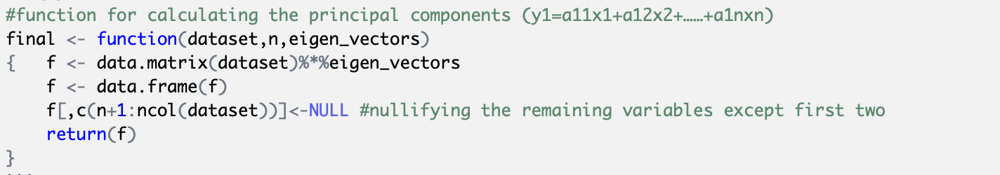 #function for calculating the principal components (y1=a11x1+a12x2+……+a1nxn)
final <- function(dataset,n,eigen_vectors)
{   f <- data.matrix(dataset)%*%eigen_vectors
    f <- data.frame(f)
    f[,c(n+1:ncol(dataset))]<-NULL #nullifying the remaining variables except first two
    return(f)
}